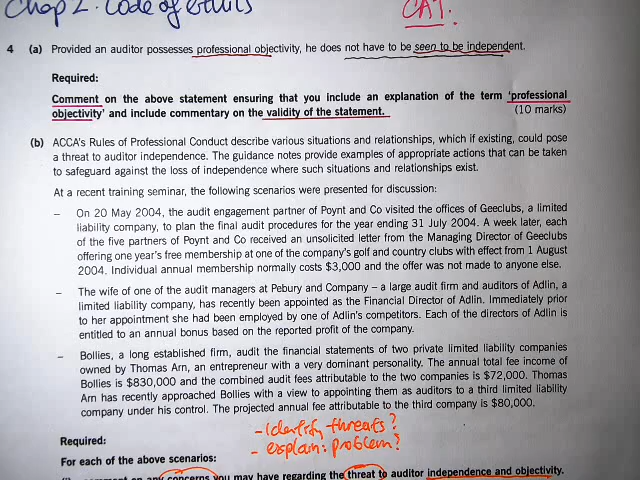 Chap 2. Code of Ethics
CAT.
4 (a) Provided an auditor possesses professional objectivity, he does not have to be seen to be independent.
Required:
Comment on the above statement ensuring that you include an explanation of the term ‘professional
objectivity’ and include commentary on the validity of the statement. (10 marks)
(b) ACCA's Rules of Professional Conduct describe various situations and relationships, which if existing, could pose
a threat to auditor independence. The guidance notes provide examples of appropriate actions that can be taken
to safeguard against the loss of independence where such situations and relationships exist.
At a recent training seminar, the following scenarios were presented for discussion:
– On 20 May 2004, the audit engagement partner of Poynt and Co visited the offices of Geeclubs, a limited
liability company, to plan the final audit procedures for the year ending 31 July 2004. A week later, each
of the five partners of Poynt and Co received an unsolicited letter from the Managing Director of Geeclubs
offering one year's free membership at one of the company's golf and country clubs with effect from 1 August
2004. Individual annual membership normally costs $3,000 and the offer was not made to anyone else.
– The wife of one of the audit managers at Pebury and Company – a large audit firm and auditors of Adlin, a
limited liability company, has recently been appointed as the Financial Director of Adlin. Immediately prior
to her appointment she had been employed by one of Adlin's competitors. Each of the directors of Adlin is
entitled to an annual bonus based on the reported profit of the company.
– Bollies, a long established firm, audit the financial statements of two private limited liability companies
owned by Thomas Arn, an entrepreneur with a very dominant personality. The annual total fee income of
Bollies is $830,000 and the combined audit fees attributable to the two companies is $72,000. Thomas
Arn has recently approached Bollies with a view to appointing them as auditors to a third limited liability
company under his control. The projected annual fee attributable to the third company is $80,000.
- identify threats?
Required:
- explain: problem?
For each of the above scenarios:
comment on any concerns you may have regarding the threat to auditor independence and objectivity.